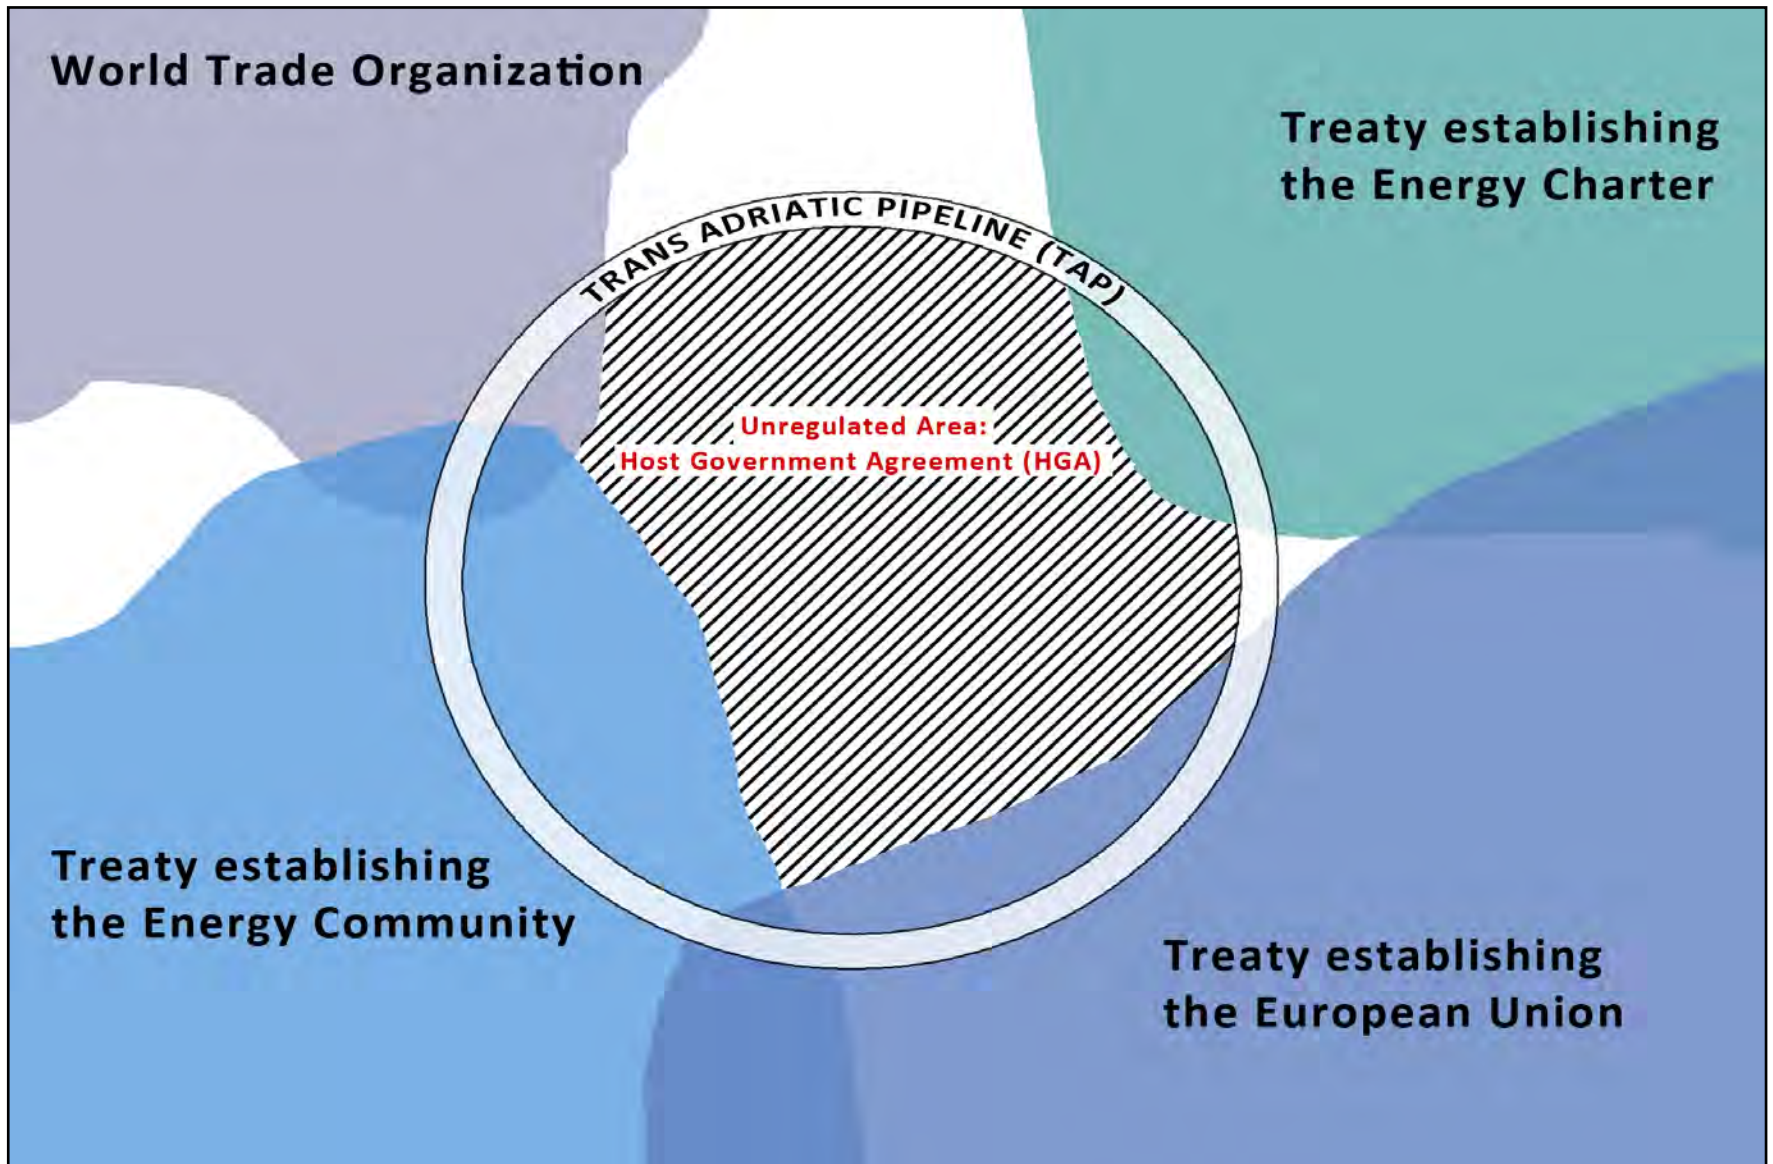 World Trade Organization
Treaty establishing
the Energy Charter
TRANS ADRIATIC PIPELINE (TAP)
Unregulated Area:
Host Government Agreement (HGA)
Treaty establishing
the Energy Community
Treaty establishing
the European Union